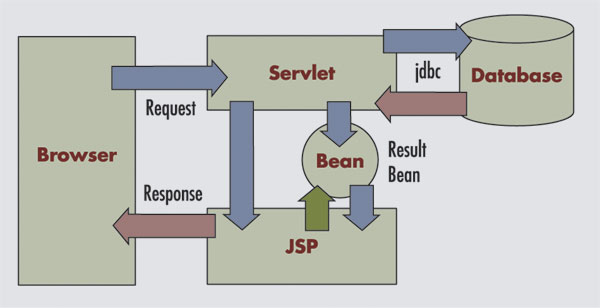 Servlet
jdbc
Database
Request
Browser
Bean
Result
Bean
Response
JSP